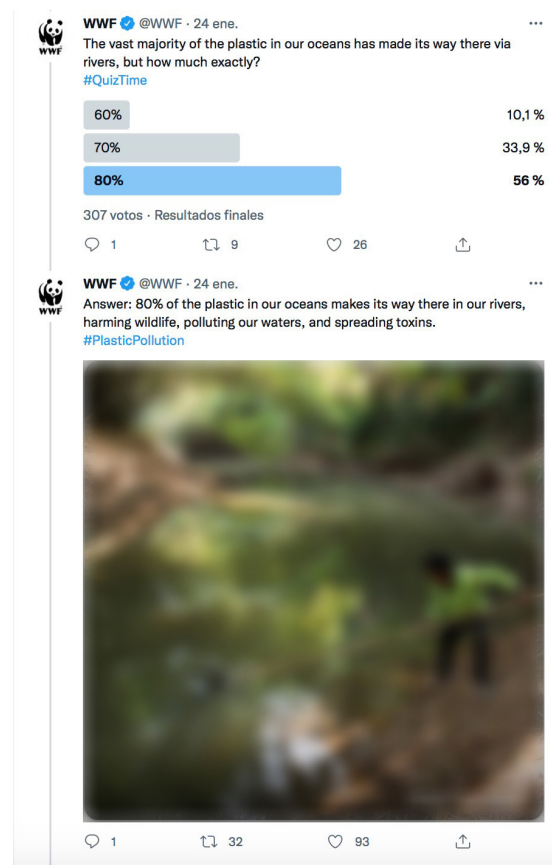 WWF @WWF · 24 ene.
The vast majority of the plastic in our oceans has made its way there via
rivers, but how much exactly?
#QuizTime
60% 10,1 %
70% 33,9 %
80% 56 %
307 votos · Resultados finales
1 9 26
WWF
WWF @WWF · 24 ene.
Answer: 80% of the plastic in our oceans makes its way there in our rivers,
harming wildlife, polluting our waters, and spreading toxins.
#PlasticPollution
1 32 93
WWF